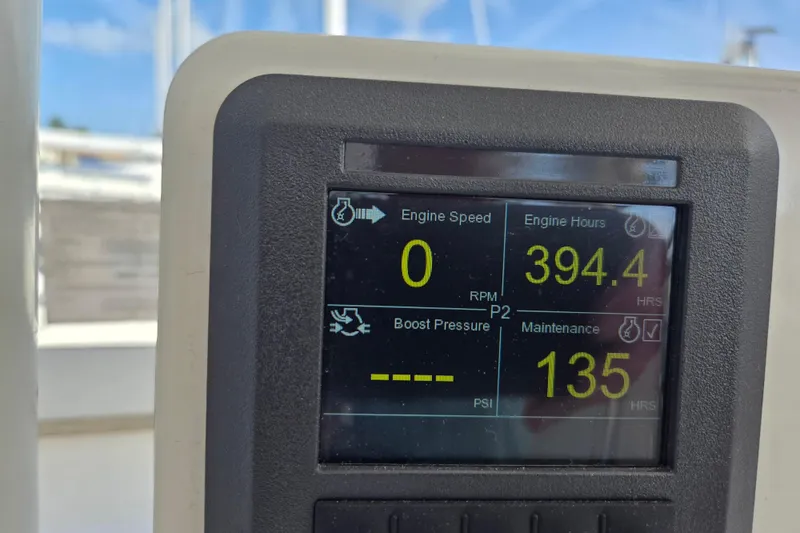 Engine Speed
0
RPM
Engine Hours
394.4
HRS
P2
Boost Pressure
----
PSI
Maintenance
135
HRS